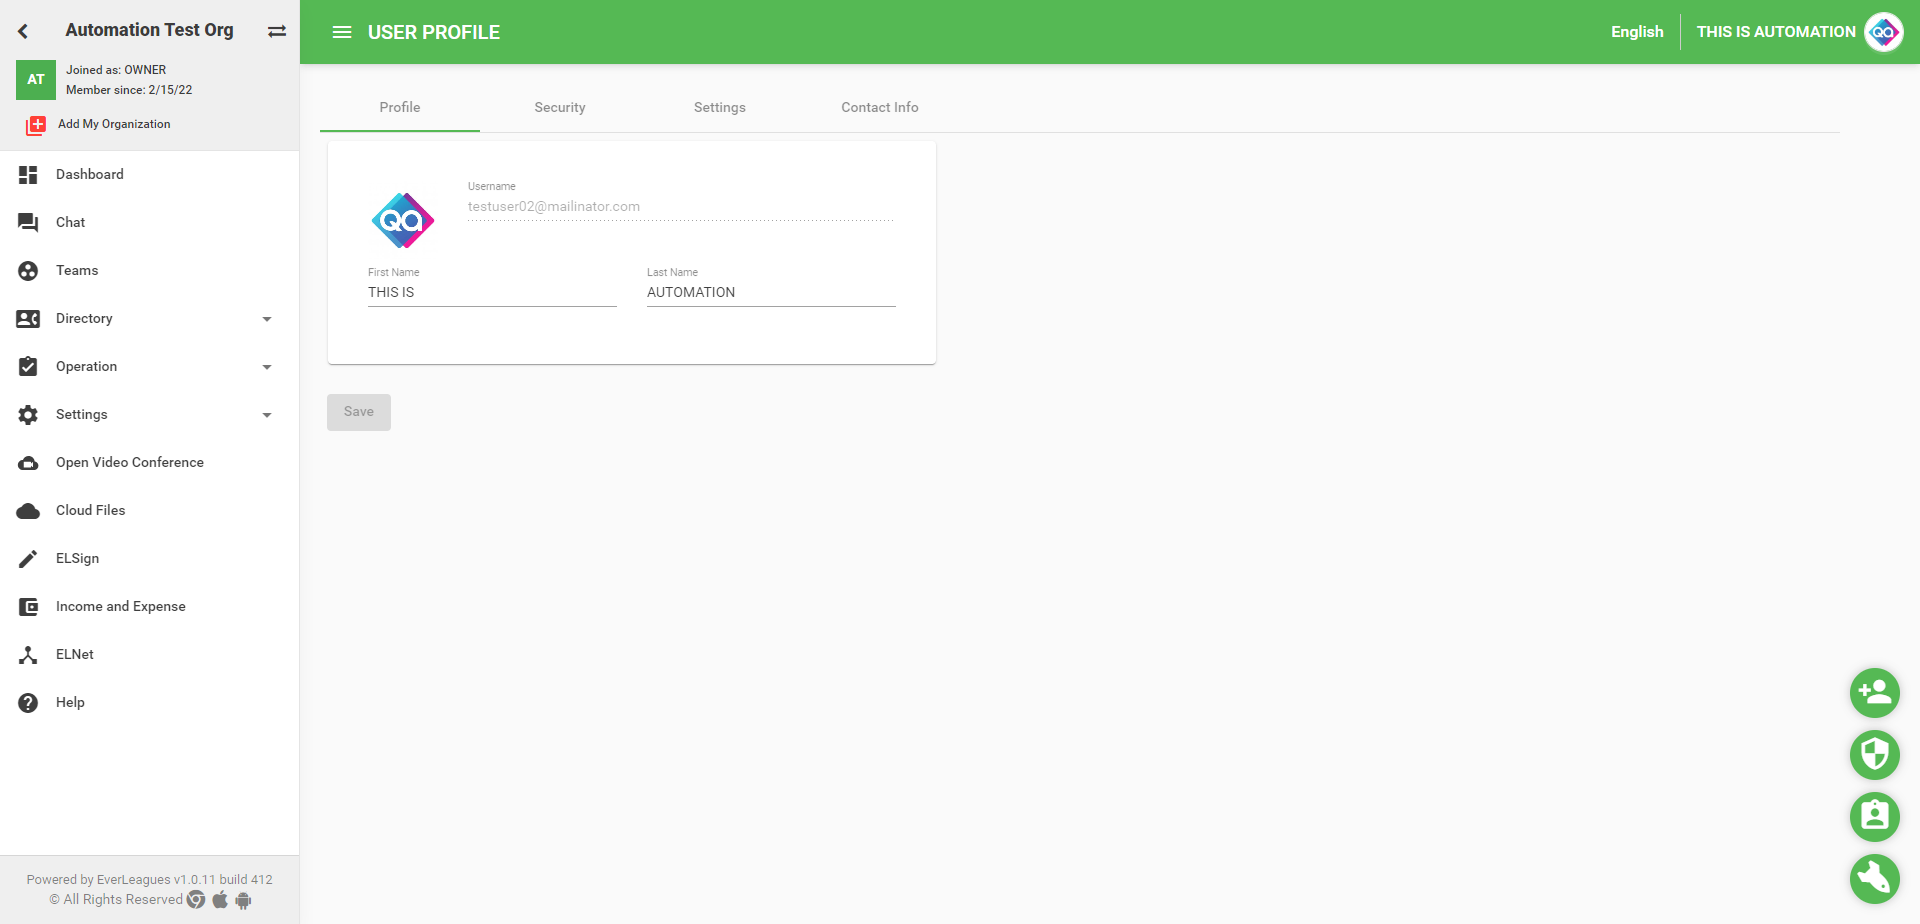 Automation Test Org
AT
Joined as: OWNER
Member since: 2/15/22
Add My Organization
Dashboard
Chat
Teams
Directory
Operation
Settings
Open Video Conference
Cloud Files
ELSign
Income and Expense
ELNet
Help
Powered by EverLeagues v1.0.11 build 412
© All Rights Reserved
USER PROFILE
English
THIS IS AUTOMATION
QA
Profile
Security
Settings
Contact Info
QA
Username
testuser02@mailinator.com
First Name
THIS IS
Last Name
AUTOMATION
Save